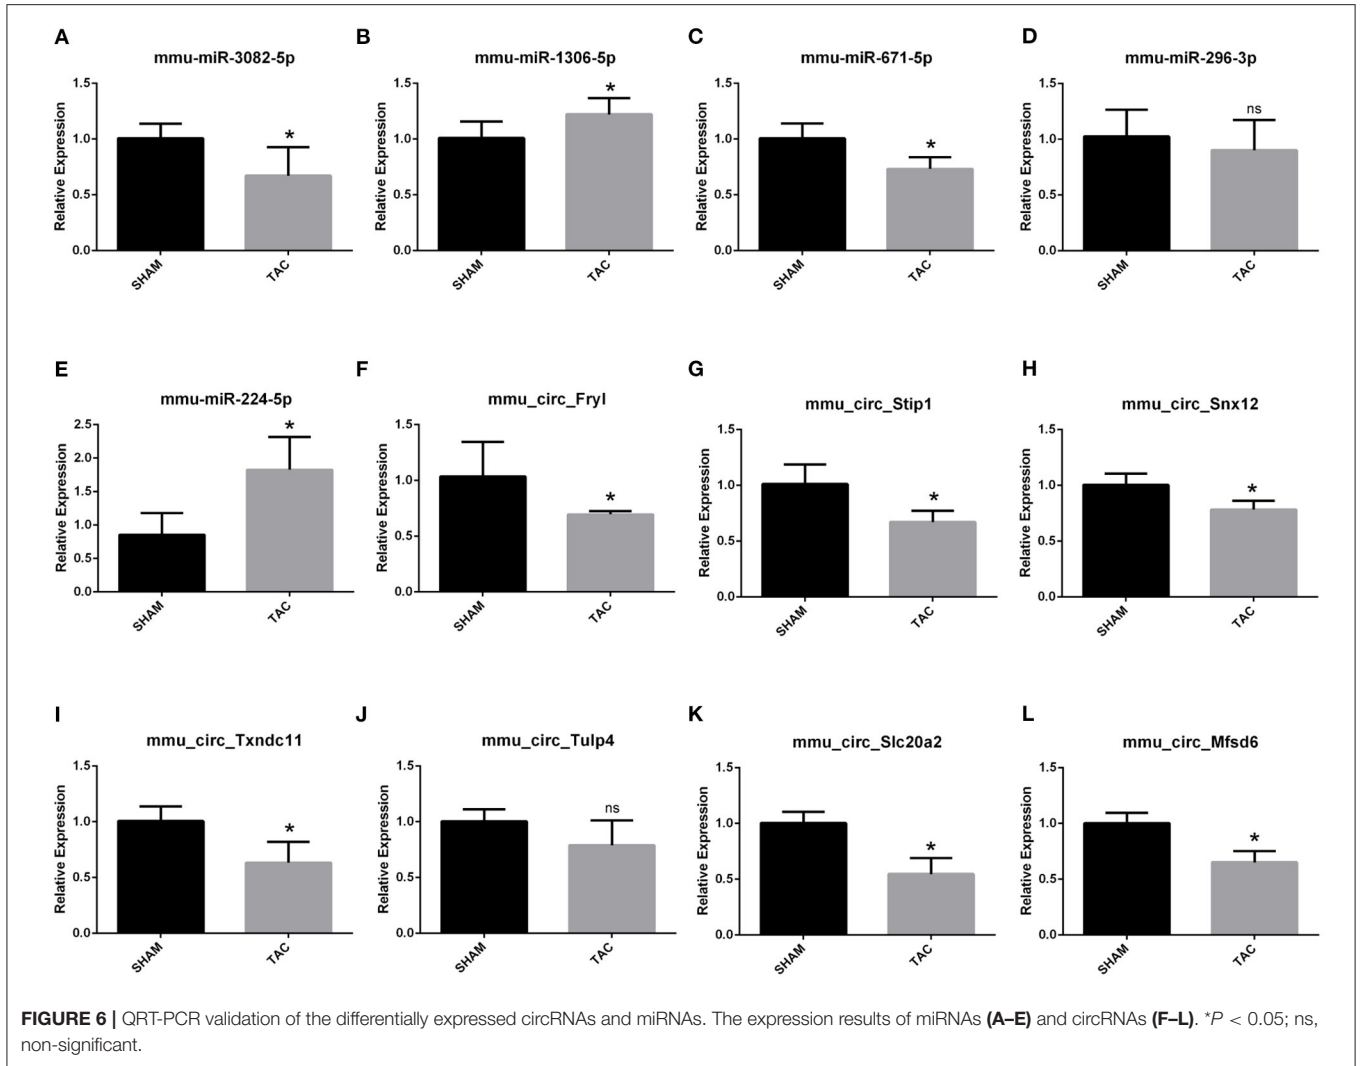 A
mmu-miR-3082-5p
Relative Expression
1.5
1.0
0.5
0.0
*
SHAM
TAC
B
mmu-miR-1306-5p
Relative Expression
1.5
1.0
0.5
0.0
*
SHAM
TAC
C
mmu-miR-671-5p
Relative Expression
1.5
1.0
0.5
0.0
*
SHAM
TAC
D
mmu-miR-296-3p
Relative Expression
1.5
1.0
0.5
0.0
ns
SHAM
TAC
E
mmu-miR-224-5p
Relative Expression
2.5
2.0
1.5
1.0
0.5
0.0
*
SHAM
TAC
F
mmu_circ_Fryl
Relative Expression
1.5
1.0
0.5
0.0
*
SHAM
TAC
G
mmu_circ_Stip1
Relative Expression
1.5
1.0
0.5
0.0
*
SHAM
TAC
H
mmu_circ_Snx12
Relative Expression
1.5
1.0
0.5
0.0
*
SHAM
TAC
I
mmu_circ_Txndc11
Relative Expression
1.5
1.0
0.5
0.0
*
SHAM
TAC
J
mmu_circ_Tulp4
Relative Expression
1.5
1.0
0.5
0.0
ns
SHAM
TAC
K
mmu_circ_Slc20a2
Relative Expression
1.5
1.0
0.5
0.0
*
SHAM
TAC
L
mmu_circ_Mfsd6
Relative Expression
1.5
1.0
0.5
0.0
*
SHAM
TAC
FIGURE 6 | QRT-PCR validation of the differentially expressed circRNAs and miRNAs. The expression results of miRNAs (A–E) and circRNAs (F–L). *P < 0.05; ns,
non-significant.